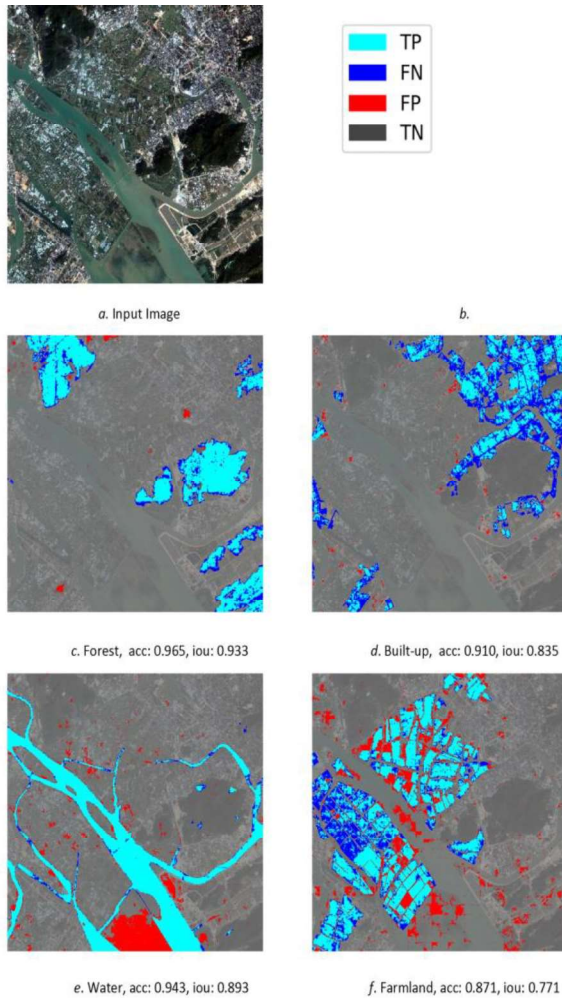 TP
FN
FP
TN
a. Input Image
b.
c. Forest, acc: 0.965, iou: 0.933
d. Built-up, acc: 0.910, iou: 0.835
e. Water, acc: 0.943, iou: 0.893
f. Farmland, acc: 0.871, iou: 0.771